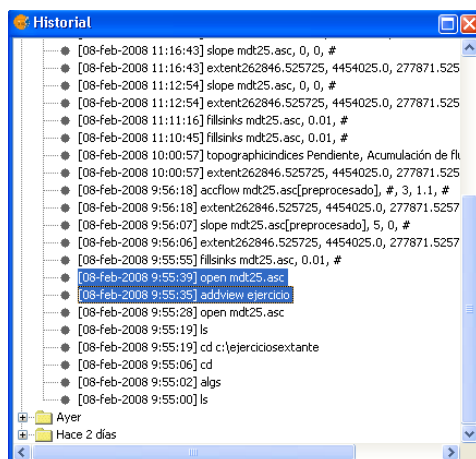 Historial
[08-feb-2008 11:16:43] slope mdt25.asc, 0, 0, #
[08-feb-2008 11:16:43] extent262846.525725, 4454025.0, 277871.525
[08-feb-2008 11:12:54] slope mdt25.asc, 0, 0, #
[08-feb-2008 11:12:54] extent262846.525725, 4454025.0, 277871.525
[08-feb-2008 11:11:16] fillsinks mdt25.asc, 0.01, #
[08-feb-2008 11:10:45] fillsinks mdt25.asc, 0.01, #
[08-feb-2008 10:00:57] topographicindices Pendiente, Acumulación de flu
[08-feb-2008 10:00:57] extent262846.525725, 4454025.0, 277871.525
[08-feb-2008 9:56:18] accflow mdt25.asc[preprocesado], #, 3, 1.1, #
[08-feb-2008 9:56:18] extent262846.525725, 4454025.0, 277871.5257
[08-feb-2008 9:56:07] slope mdt25.asc[preprocesado], 5, 0, #
[08-feb-2008 9:56:06] extent262846.525725, 4454025.0, 277871.5257
[08-feb-2008 9:55:55] fillsinks mdt25.asc, 0.01, #
[08-feb-2008 9:55:39] open mdt25.asc
[08-feb-2008 9:55:35] addview ejercicio
[08-feb-2008 9:55:28] open mdt25.asc
[08-feb-2008 9:55:19] ls
[08-feb-2008 9:55:19] cd c:\ejerciciosextante
[08-feb-2008 9:55:06] cd
[08-feb-2008 9:55:02] algs
[08-feb-2008 9:55:00] ls
Ayer
Hace 2 días